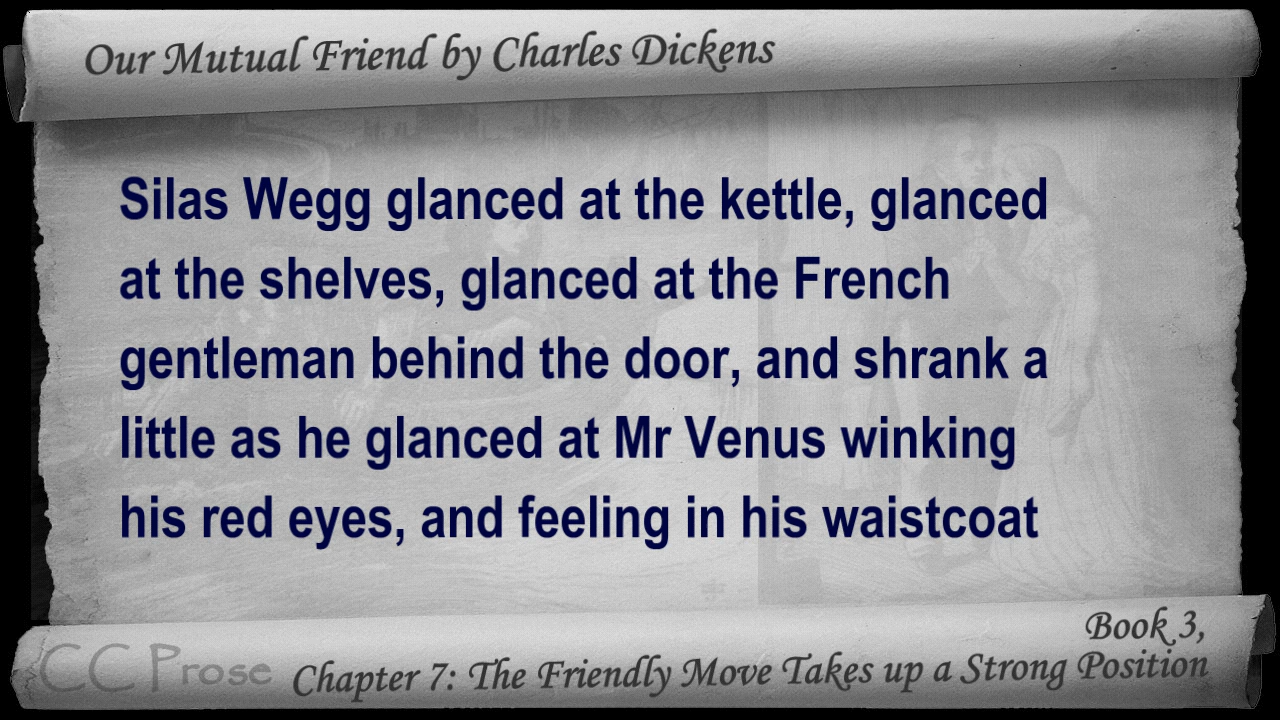 Our Mutual Friend by Charles Dickens
Silas Wegg glanced at the kettle, glanced
at the shelves, glanced at the French
gentleman behind the door, and shrank a
little as he glanced at Mr Venus winking
his red eyes, and feeling in his waistcoat
Book 3,
CC Prose
Chapter 7: The Friendly Move Takes up a Strong Position